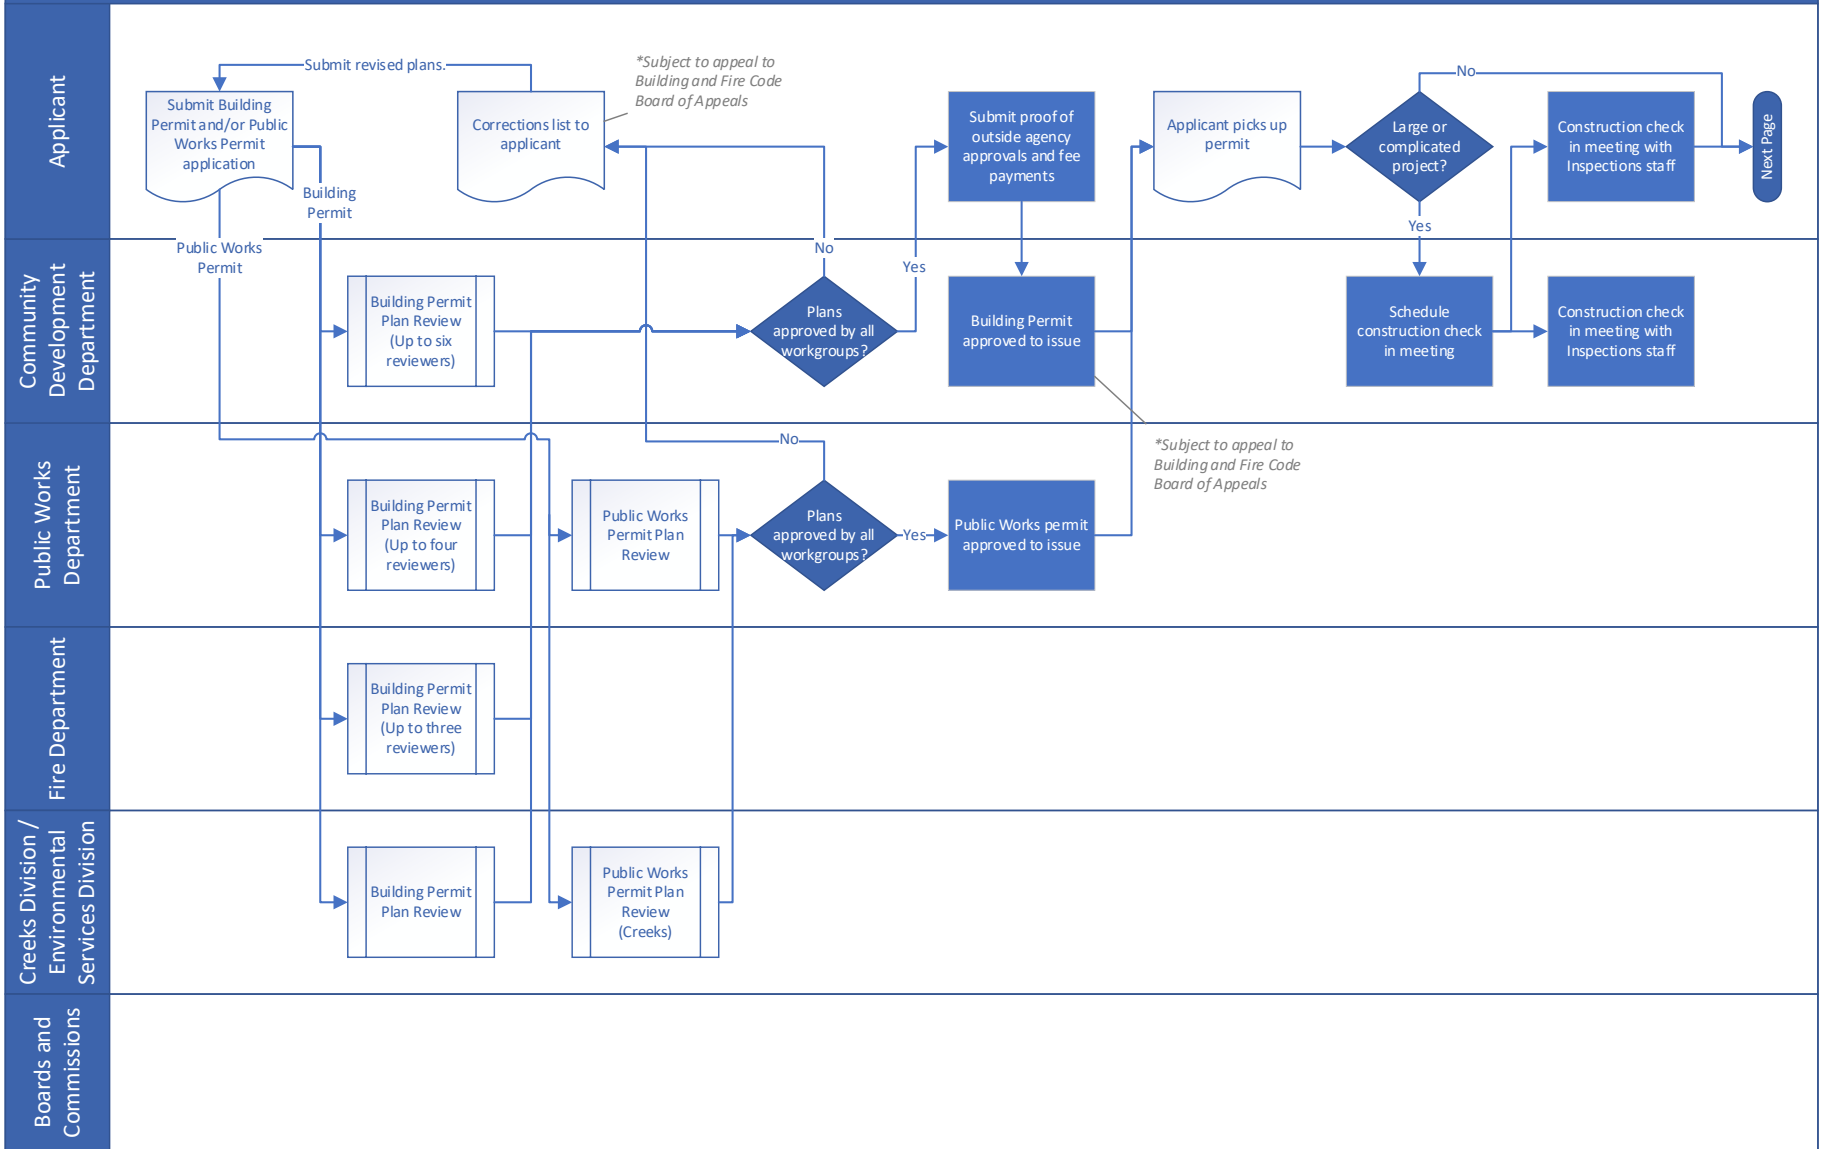 Applicant
Submit revised plans.
*Subject to appeal to
Building and Fire Code
Board of Appeals
Submit Building
Permit and/or Public
Works Permit
application
Corrections list to
applicant
Submit proof of
outside agency
approvals and fee
payments
Applicant picks up
permit
Large or
complicated
project?
No
Construction check
in meeting with
Inspections staff
Next Page
Building
Permit
Public Works
Permit
No
Yes
Yes
Community
Development
Department
Building Permit
Plan Review
(Up to six
reviewers)
Plans
approved by all
workgroups?
Building Permit
approved to issue
Schedule
construction check
in meeting
Construction check
in meeting with
Inspections staff
Public Works
Department
No
*Subject to appeal to
Building and Fire Code
Board of Appeals
Building Permit
Plan Review
(Up to four
reviewers)
Public Works
Permit Plan
Review
Plans
approved by all
workgroups?
Yes
Public Works permit
approved to issue
Fire Department
Building Permit
Plan Review
(Up to three
reviewers)
Creeks Division /
Environmental
Services Division
Building Permit
Plan Review
Public Works
Permit Plan
Review
(Creeks)
Boards and
Commissions